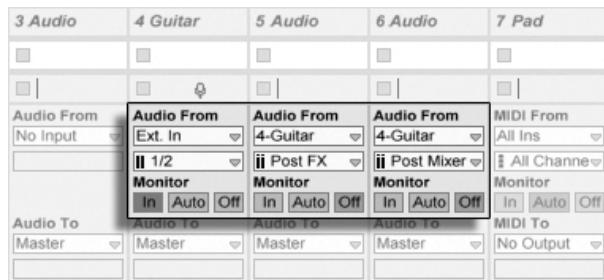 3 Audio 4 Guitar 5 Audio 6 Audio 7 Pad
Audio From Audio From Audio From Audio From MIDI From
No Input Ext. In 4-Guitar 4-Guitar All Ins
1/2 Post FX Post Mixer All Channe
Monitor Monitor Monitor Monitor
In Auto Off In Auto Off In Auto Off In Auto Off
Audio To Audio To Audio To Audio To MIDI To
Master Master Master Master No Output